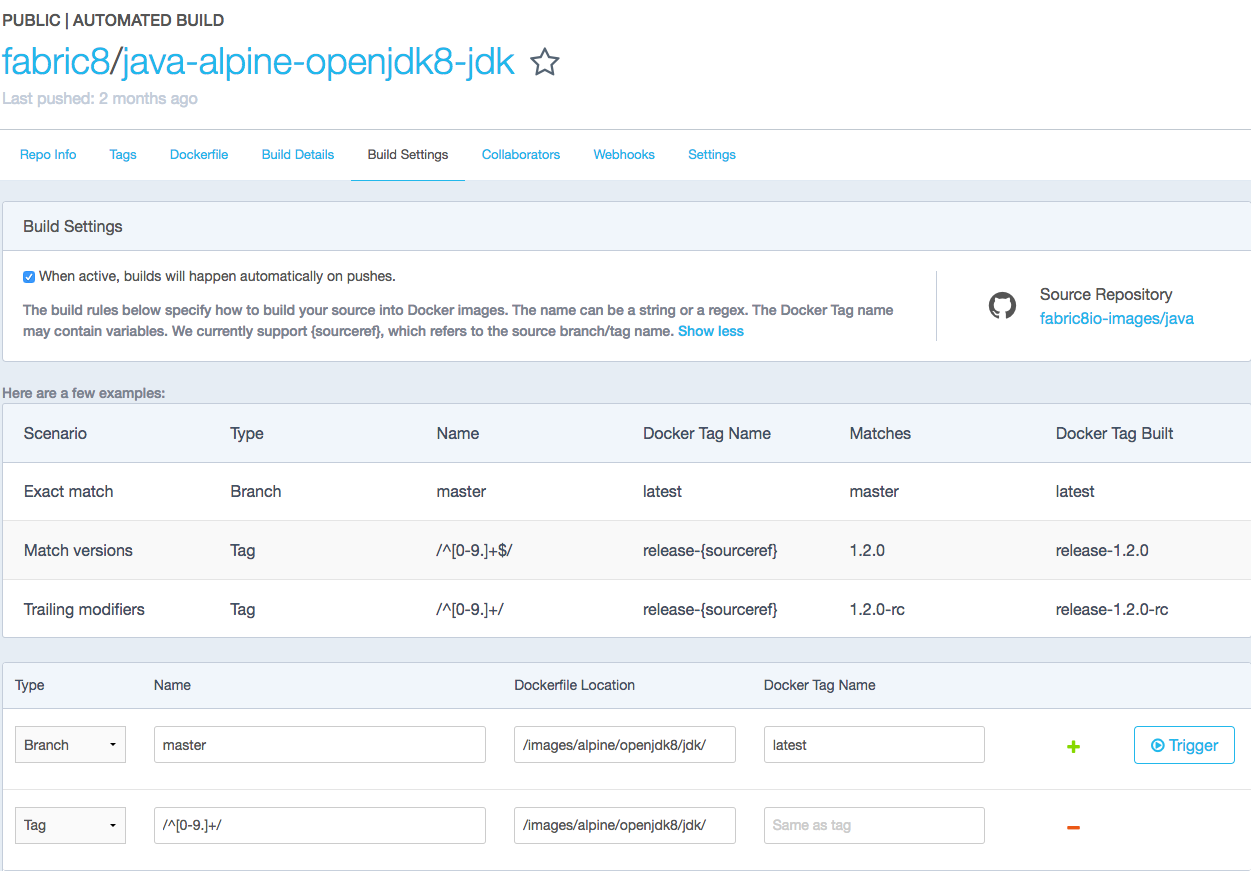 PUBLIC | AUTOMATED BUILD
fabric8/java-alpine-openjdk8-jdk
Last pushed: 2 months ago
Repo Info Tags Dockerfile Build Details Build Settings Collaborators Webhooks Settings
Build Settings
When active, builds will happen automatically on pushes.
The build rules below specify how to build your source into Docker images. The name can be a string or a regex. The Docker Tag name
may contain variables. We currently support {sourceref}, which refers to the source branch/tag name. Show less
Source Repository
fabric8io-images/java
Here are a few examples:
Scenario Type Name Docker Tag Name Matches Docker Tag Built
Exact match Branch master latest master latest
Match versions Tag /^[0-9.]+$/ release-{sourceref} 1.2.0 release-1.2.0
Trailing modifiers Tag /^[0-9.]+/ release-{sourceref} 1.2.0-rc release-1.2.0-rc
Type Name Dockerfile Location Docker Tag Name
Branch master /images/alpine/openjdk8/jdk/ latest Trigger
Tag /^[0-9.]+/ /images/alpine/openjdk8/jdk/ Same as tag